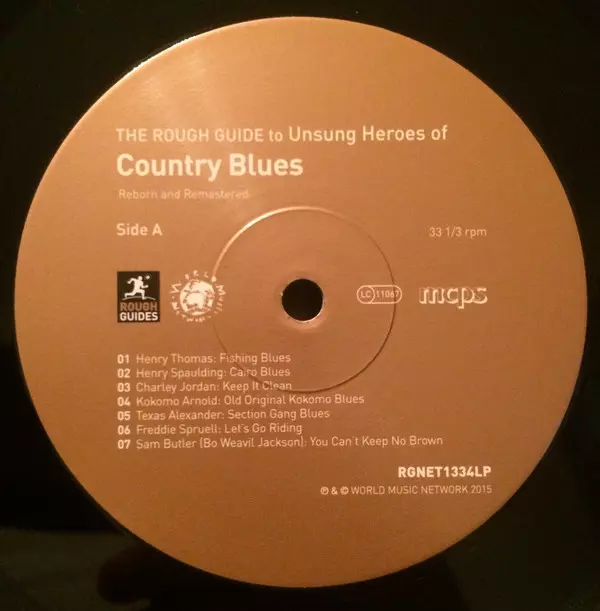 THE ROUGH GUIDE to Unsung Heroes of
Country Blues
Reborn and Remastered
Side A
33 1/3 rpm
ROUGH
GUIDES
LC 11067
mcps
01 Henry Thomas: Fishing Blues
02 Henry Spaulding: Cairo Blues
03 Charley Jordan: Keep It Clean
04 Kokomo Arnold: Old Original Kokomo Blues
05 Texas Alexander: Section Gang Blues
06 Freddie Spruell: Let's Go Riding
07 Sam Butler (Bo Weavil Jackson): You Can't Keep No Brown
RGNET1334LP
℗ & © WORLD MUSIC NETWORK 2015